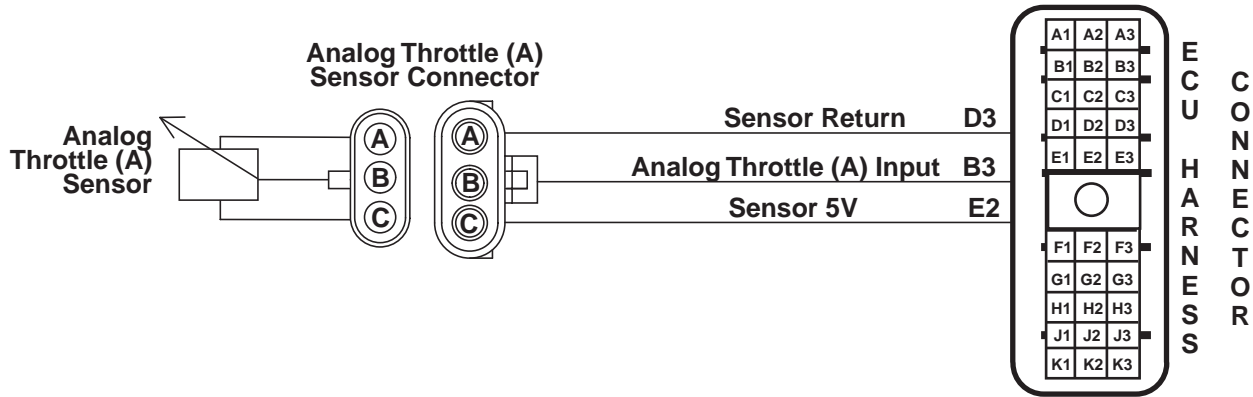 Analog Throttle (A)
Sensor Connector
Analog
Throttle (A)
Sensor
A
B
C
A
B
C
Sensor Return D3
Analog Throttle (A) Input B3
Sensor 5V E2
A1 A2 A3
B1 B2 B3
C1 C2 C3
D1 D2 D3
E1 E2 E3
F1 F2 F3
G1 G2 G3
H1 H2 H3
J1 J2 J3
K1 K2 K3
ECU HARNESS
CONNECTOR